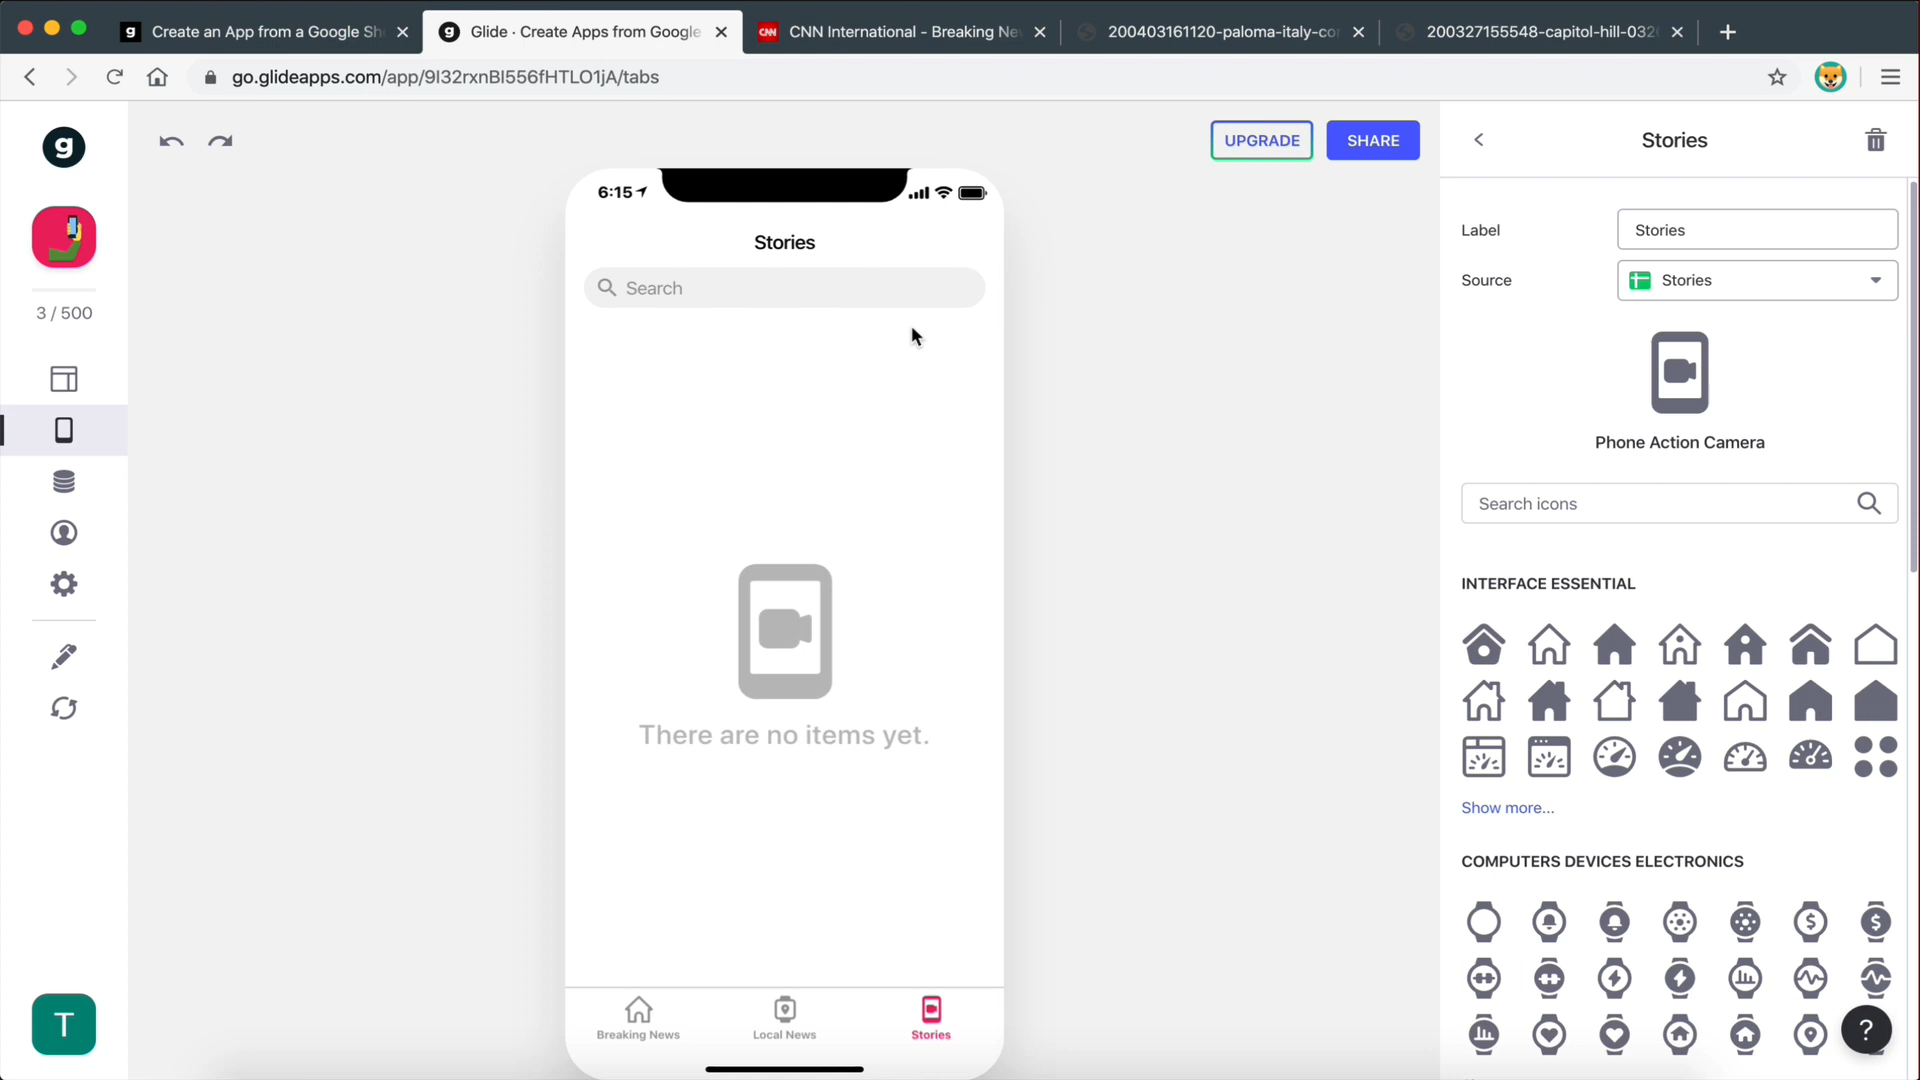 g Create an App from a Google Sh
g Glide · Create Apps from Google
CNN CNN International - Breaking Ne
200403161120-paloma-italy-cor
200327155548-capitol-hill-032
go.glideapps.com/app/9I32rxnBI556fHTLO1jA/tabs
g
UPGRADE
SHARE
Stories
6:15
Stories
Search
3 / 500
Label
Stories
Source
Stories
Phone Action Camera
Search icons
INTERFACE ESSENTIAL
There are no items yet.
Show more...
COMPUTERS DEVICES ELECTRONICS
Breaking News
Local News
Stories
T
?